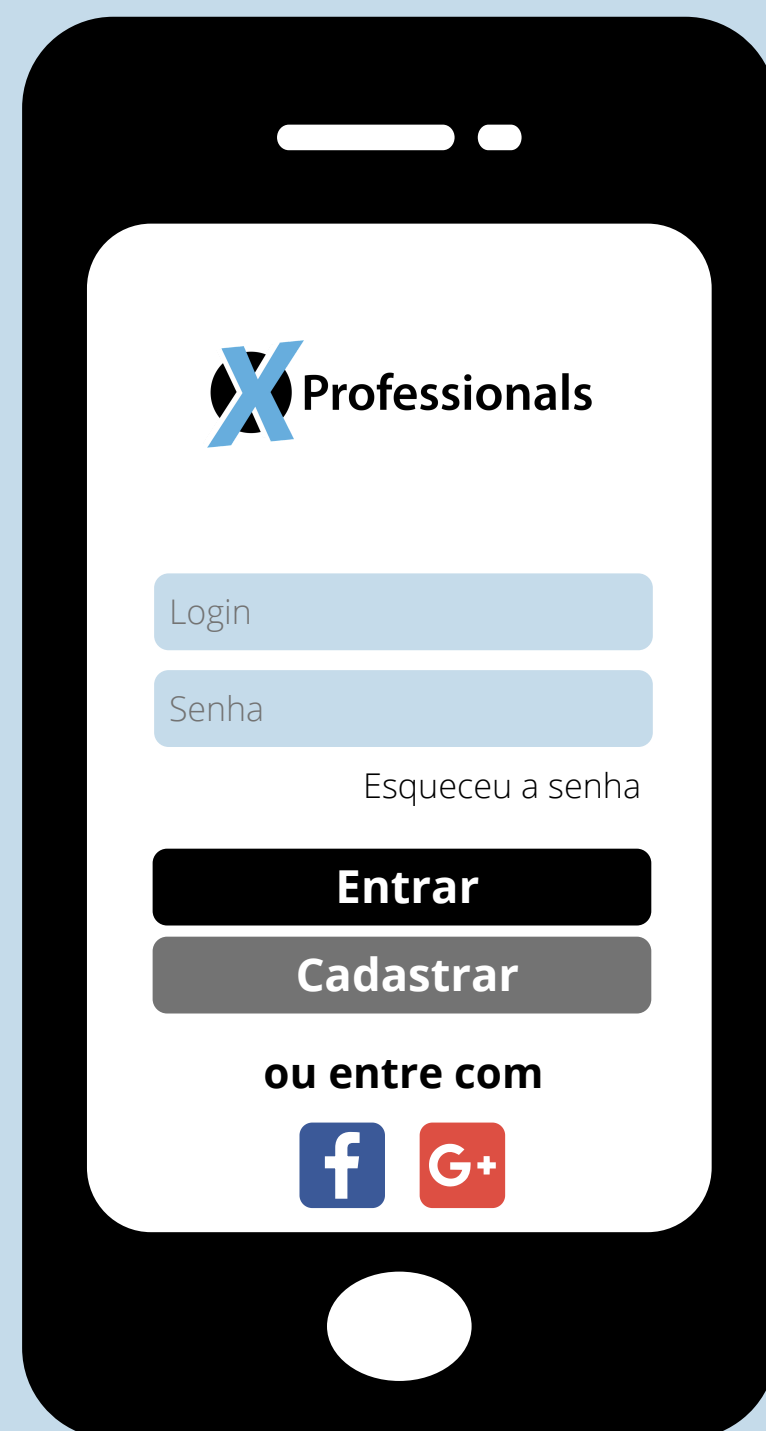 X Professionals
Login
Senha
Esqueceu a senha
Entrar
Cadastrar
ou entre com
f G+